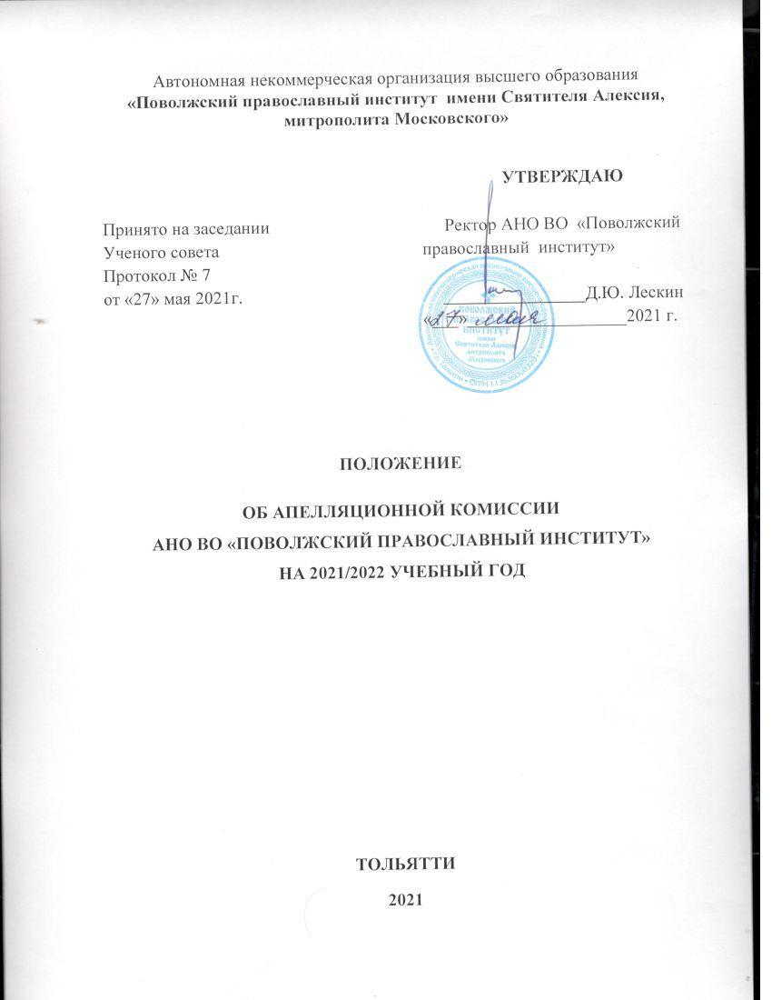 Автономная некоммерческая организация высшего образования
«Поволжский православный институт имени Святителя Алексия,
митрополита Московского»
УТВЕРЖДАЮ
Принято на заседании
Ученого совета
Протокол № 7
от «27» мая 2021г.
Ректор АНО ВО «Поволжский
православный институт»
________________Д.Ю. Лескин
«27» мая 2021 г.
ПОВОЛЖСКИЙ
ПРАВОСЛАВНЫЙ
ИНСТИТУТ
имени
Святителя Алексия,
митрополита
Московского
ПОЛОЖЕНИЕ
ОБ АПЕЛЛЯЦИОННОЙ КОМИССИИ
АНО ВО «ПОВОЛЖСКИЙ ПРАВОСЛАВНЫЙ ИНСТИТУТ»
НА 2021/2022 УЧЕБНЫЙ ГОД
ТОЛЬЯТТИ
2021